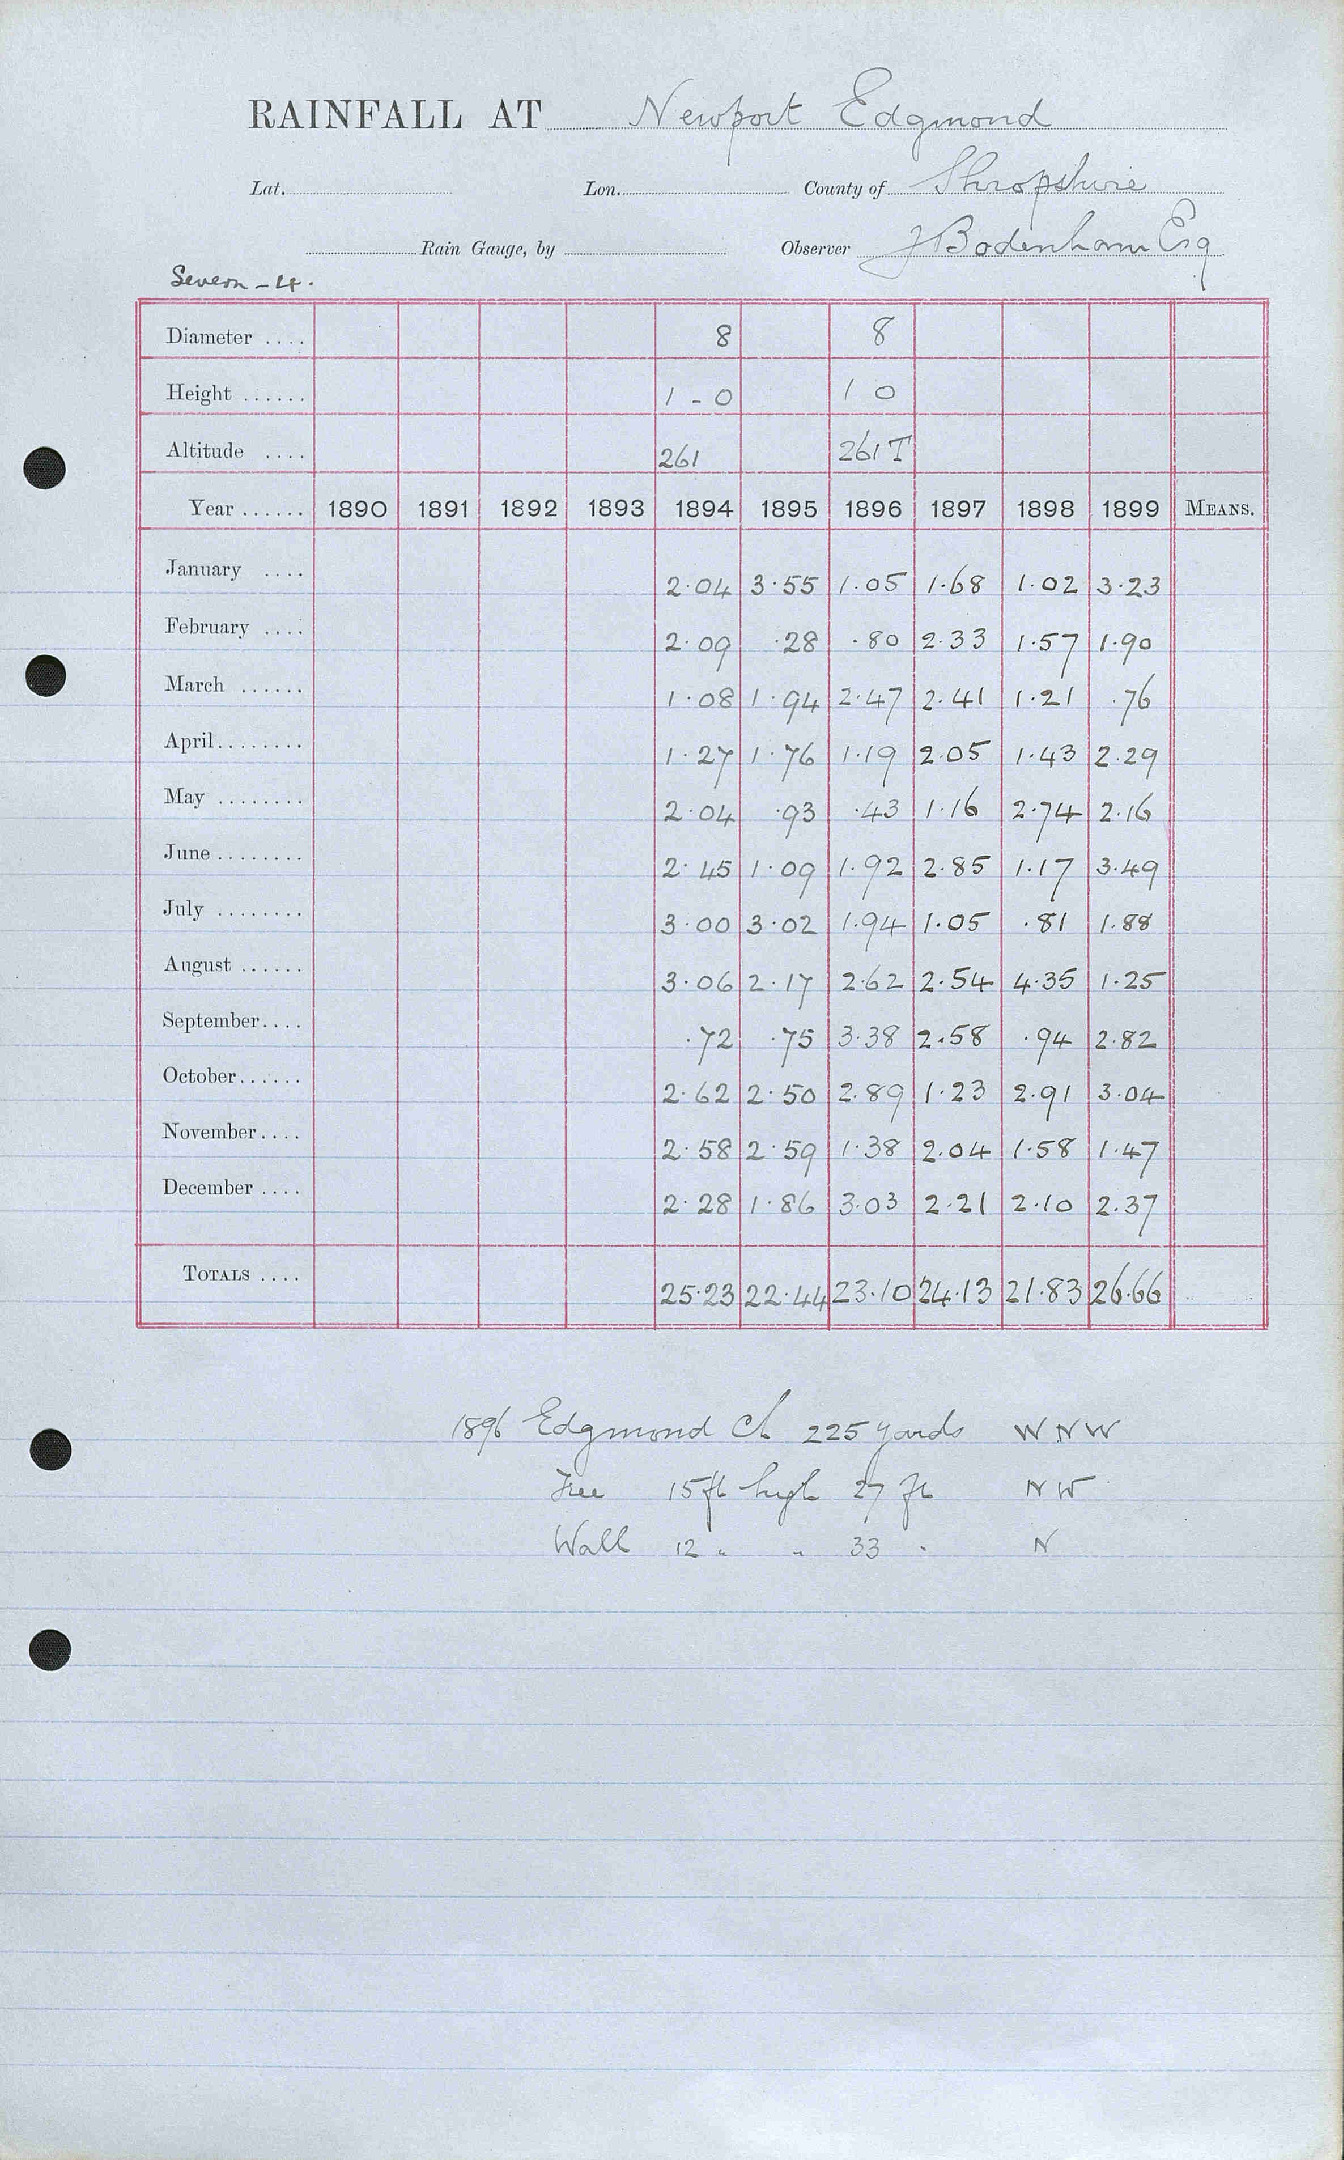 RAINFALL AT Newport Edgmond
Lat. Lon. County of Shropshire
Rain Gauge, by Observer J Bodenham Esq
Severn - 4.
Diameter .... 8 8
Height ...... 1 - 0 1 0
Altitude .... 261 261 T
Year ...... 1890 1891 1892 1893 1894 1895 1896 1897 1898 1899 MEANS.
January .... 2.04 3.55 1.05 1.68 1.02 3.23
February .... 2.09 .28 .80 2.33 1.57 1.90
March ...... 1.08 1.94 2.47 2.41 1.21 .76
April........ 1.27 1.76 1.19 2.05 1.43 2.29
May ........ 2.04 .93 .43 1.16 2.74 2.16
June ........ 2.45 1.09 1.92 2.85 1.17 3.49
July ........ 3.00 3.02 1.94 1.05 .81 1.88
August ...... 3.06 2.17 2.62 2.54 4.35 1.25
September.... .72 .75 3.38 2.58 .94 2.82
October...... 2.62 2.50 2.89 1.23 2.91 3.04
November.... 2.58 2.59 1.38 2.04 1.58 1.47
December .... 2.28 1.86 3.03 2.21 2.10 2.37
TOTALS .... 25.23 22.44 23.10 24.13 21.83 26.66
1896 Edgmond Ch 225 yards W N W
Tree 15 ft high 27 ft N W
Wall 12 " " 33 " N